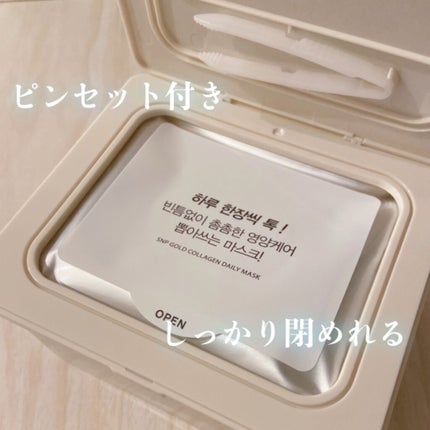 ピンセット付き
하루 한장씩 톡!
빈틈없이 촘촘한 영양케어
뽑아쓰는 마스크!
SNP GOLD COLLAGEN DAILY MASK
OPEN
しっかり閉めれる